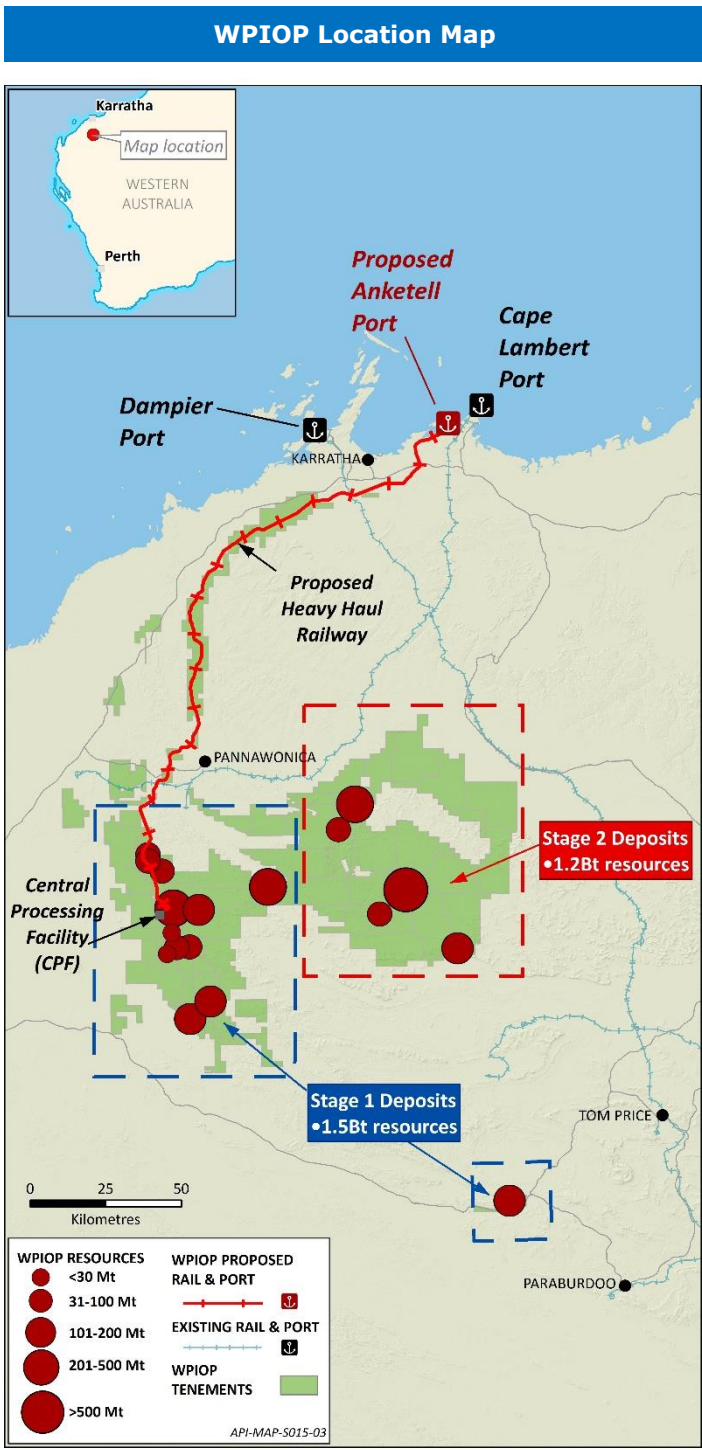 WPIOP Location Map
Karratha
Map location
WESTERN
AUSTRALIA
Perth
Proposed
Anketell
Port
Cape
Lambert
Port
Dampier
Port
KARRATHA
Proposed
Heavy Haul
Railway
PANNAWONICA
Stage 2 Deposits
•1.2Bt resources
Central
Processing
Facility
(CPF)
Stage 1 Deposits
•1.5Bt resources
TOM PRICE
0 25 50
Kilometres
PARABURDOO
WPIOP RESOURCES
<30 Mt
31-100 Mt
101-200 Mt
201-500 Mt
>500 Mt
WPIOP PROPOSED
RAIL & PORT
EXISTING RAIL & PORT
WPIOP
TENEMENTS
API-MAP-S015-03